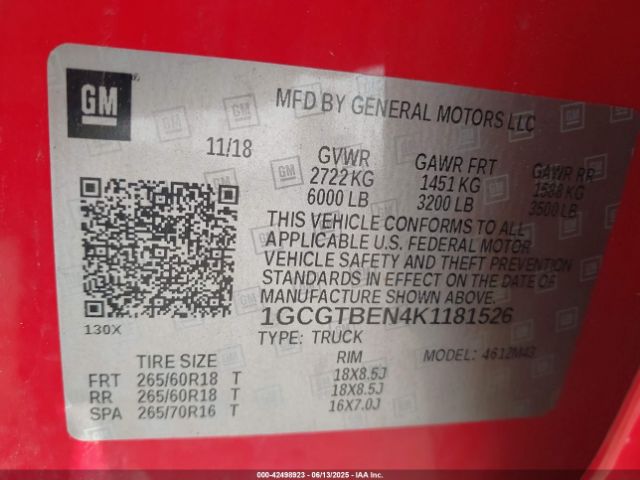 GM
MFD BY GENERAL MOTORS LLC
11/18
GVWR GAWR FRT GAWR RR
2722 KG 1451 KG 1588 KG
6000 LB 3200 LB 3500 LB
THIS VEHICLE CONFORMS TO ALL
APPLICABLE U.S. FEDERAL MOTOR
VEHICLE SAFETY AND THEFT PREVENTION
STANDARDS IN EFFECT ON THE DATE OF
MANUFACTURE SHOWN ABOVE.
1GCGTBEN4K1181526
130X
TYPE: TRUCK MODEL: 4612M43
TIRE SIZE RIM
FRT 265/60R18 T 18X8.5J
RR 265/60R18 T 18X8.5J
SPA 265/70R16 T 16X7.0J
000-42498923 - 06/13/2025 - IAAI.COM